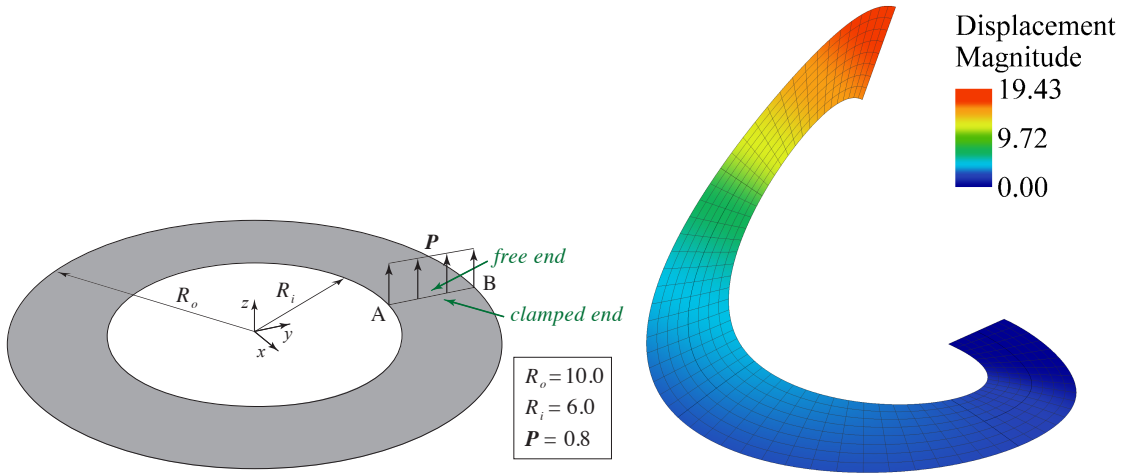 P
free end
R_o
R_i
z
y
x
A
B
clamped end
R_o = 10.0
R_i = 6.0
P = 0.8
Displacement
Magnitude
19.43
9.72
0.00